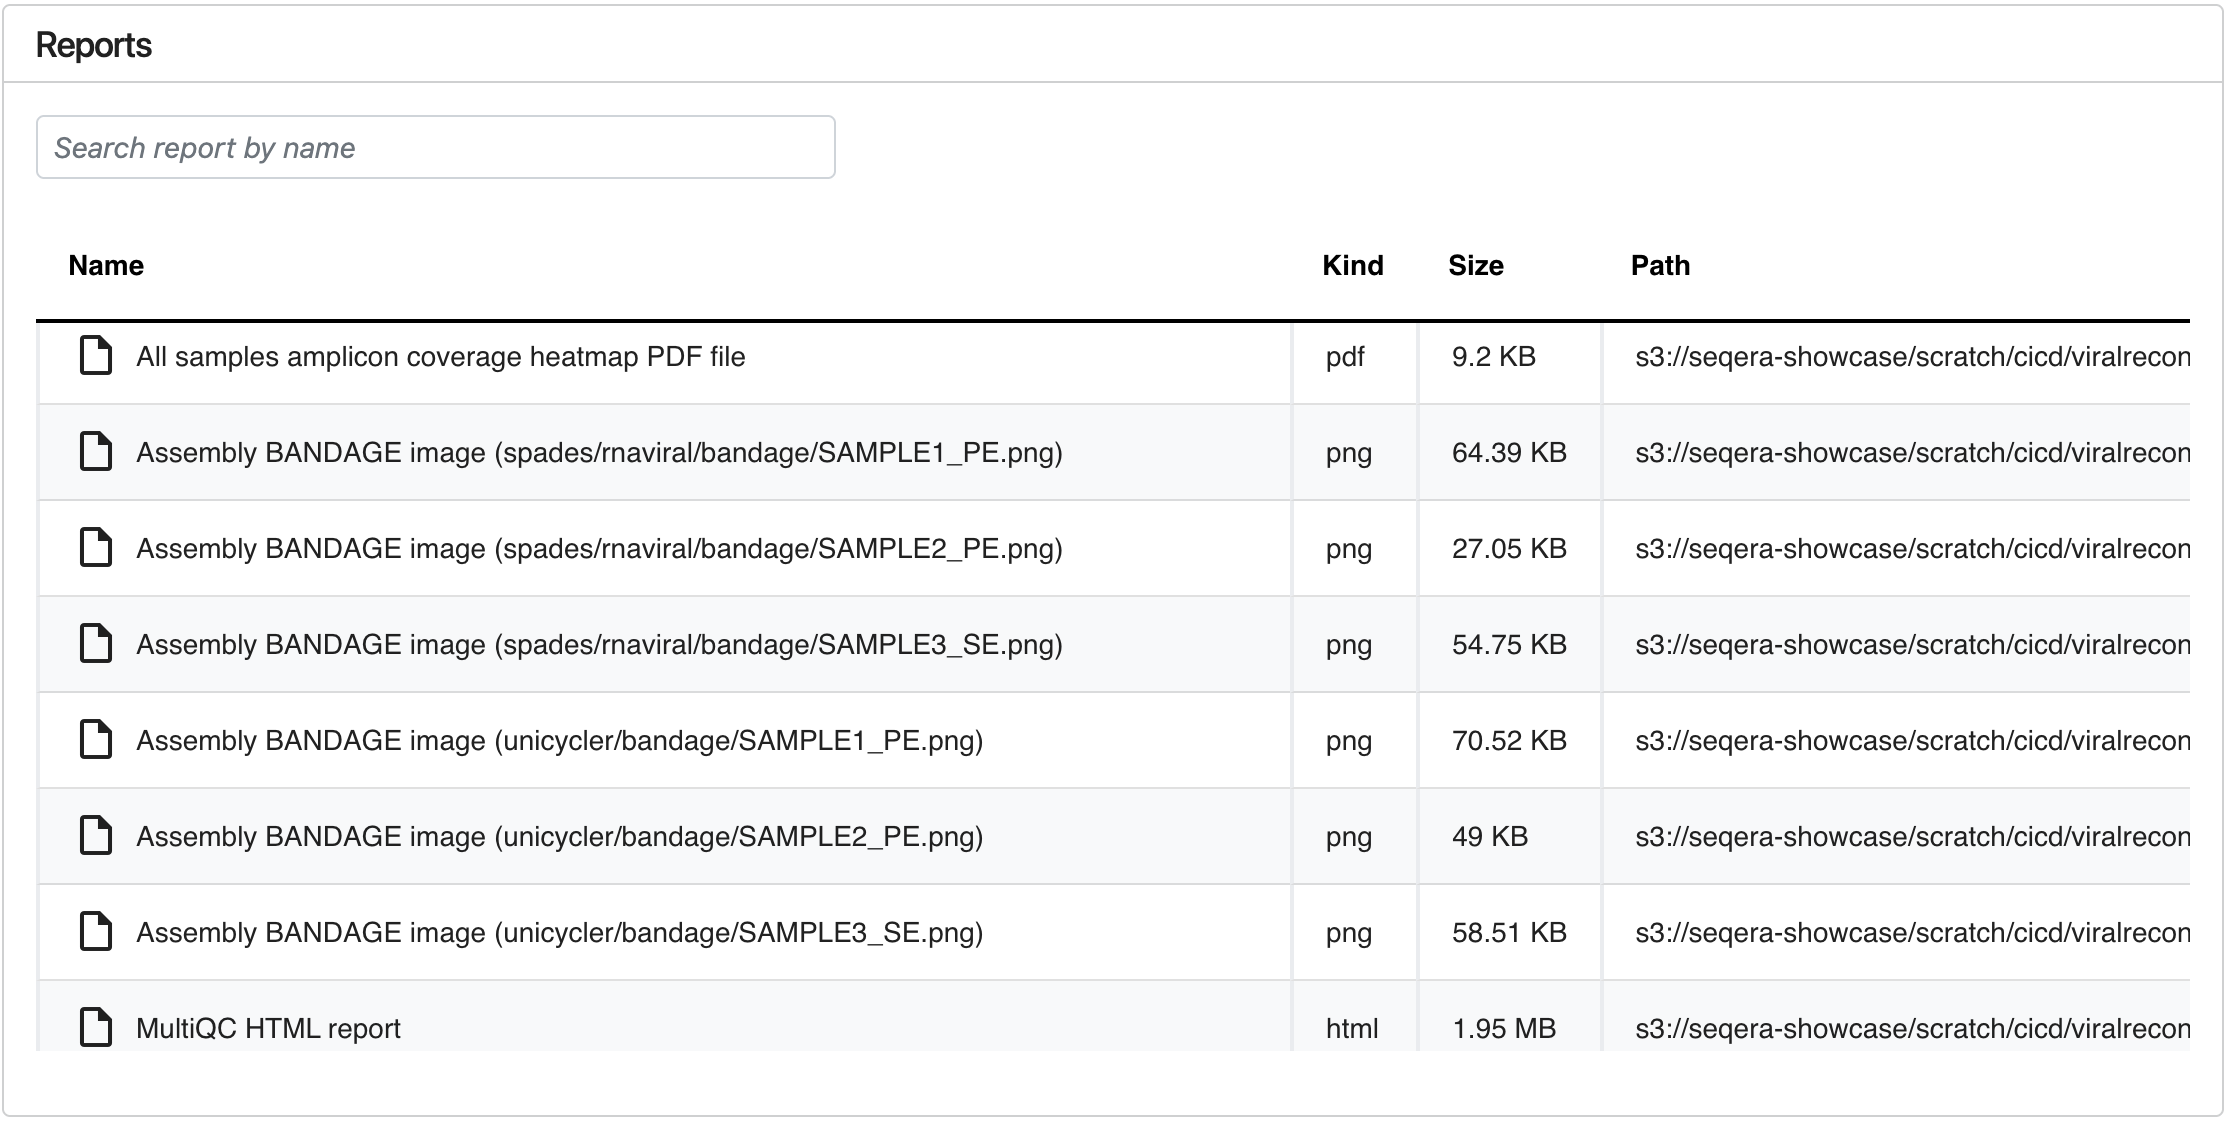 Reports
Search report by name
Name Kind Size Path
All samples amplicon coverage heatmap PDF file pdf 9.2 KB s3://seqera-showcase/scratch/cicd/viralrecon
Assembly BANDAGE image (spades/rnaviral/bandage/SAMPLE1_PE.png) png 64.39 KB s3://seqera-showcase/scratch/cicd/viralrecon
Assembly BANDAGE image (spades/rnaviral/bandage/SAMPLE2_PE.png) png 27.05 KB s3://seqera-showcase/scratch/cicd/viralrecon
Assembly BANDAGE image (spades/rnaviral/bandage/SAMPLE3_SE.png) png 54.75 KB s3://seqera-showcase/scratch/cicd/viralrecon
Assembly BANDAGE image (unicycler/bandage/SAMPLE1_PE.png) png 70.52 KB s3://seqera-showcase/scratch/cicd/viralrecon
Assembly BANDAGE image (unicycler/bandage/SAMPLE2_PE.png) png 49 KB s3://seqera-showcase/scratch/cicd/viralrecon
Assembly BANDAGE image (unicycler/bandage/SAMPLE3_SE.png) png 58.51 KB s3://seqera-showcase/scratch/cicd/viralrecon
MultiQC HTML report html 1.95 MB s3://seqera-showcase/scratch/cicd/viralrecon